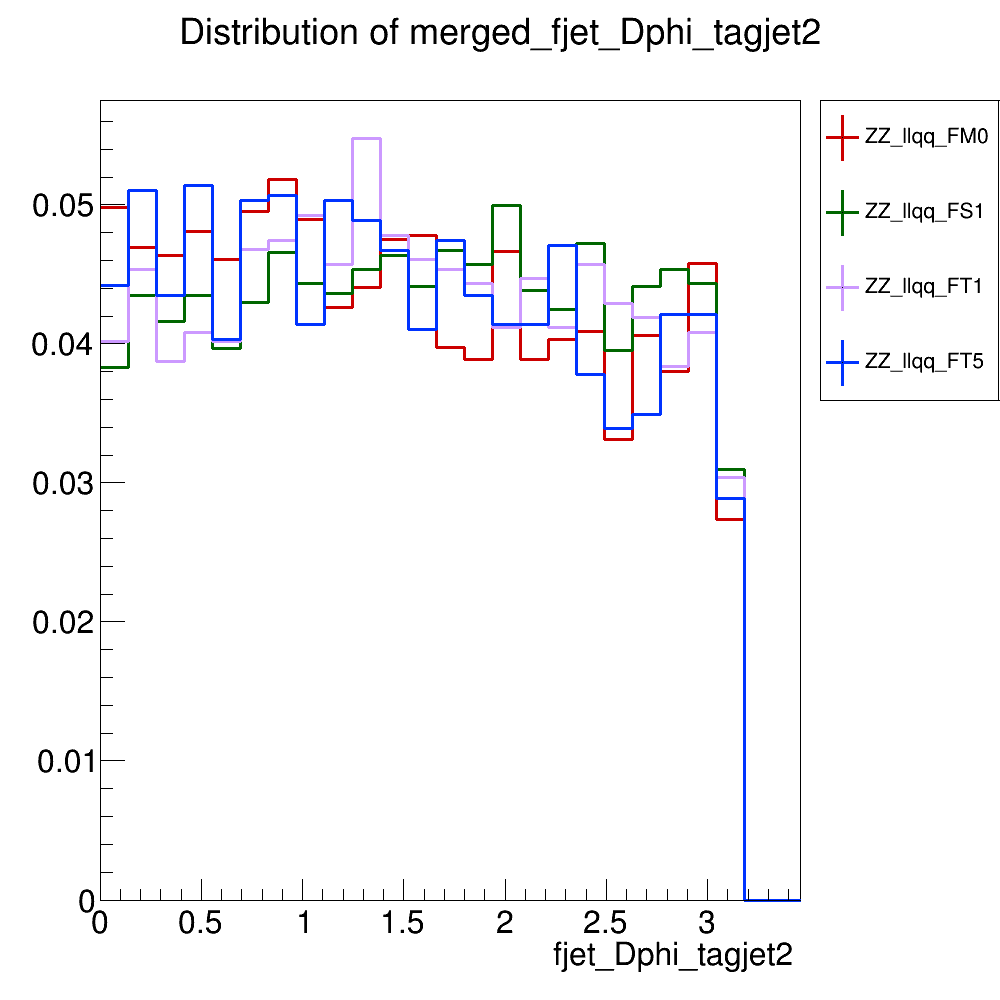 Distribution of merged_fjet_Dphi_tagjet2
ZZ_llqq_FM0
ZZ_llqq_FS1
ZZ_llqq_FT1
ZZ_llqq_FT5
0.05
0.04
0.03
0.02
0.01
0
0 0.5 1 1.5 2 2.5 3
fjet_Dphi_tagjet2